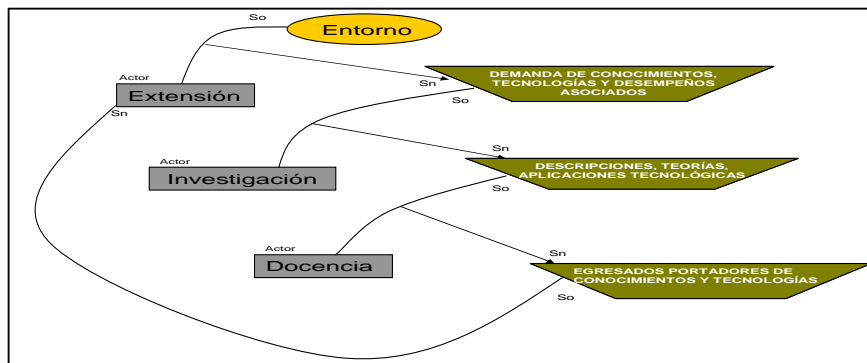 So
Entorno
Actor
Extensión
Sn
Sn
DEMANDA DE CONOCIMIENTOS,
TECNOLOGÍAS Y DESEMPEÑOS
ASOCIADOS
So
Actor
Investigación
Sn
DESCRIPCIONES, TEORÍAS,
APLICACIONES TECNOLÓGICAS
So
Actor
Docencia
Sn
EGRESADOS PORTADORES DE
CONOCIMIENTOS Y TECNOLOGÍAS
So